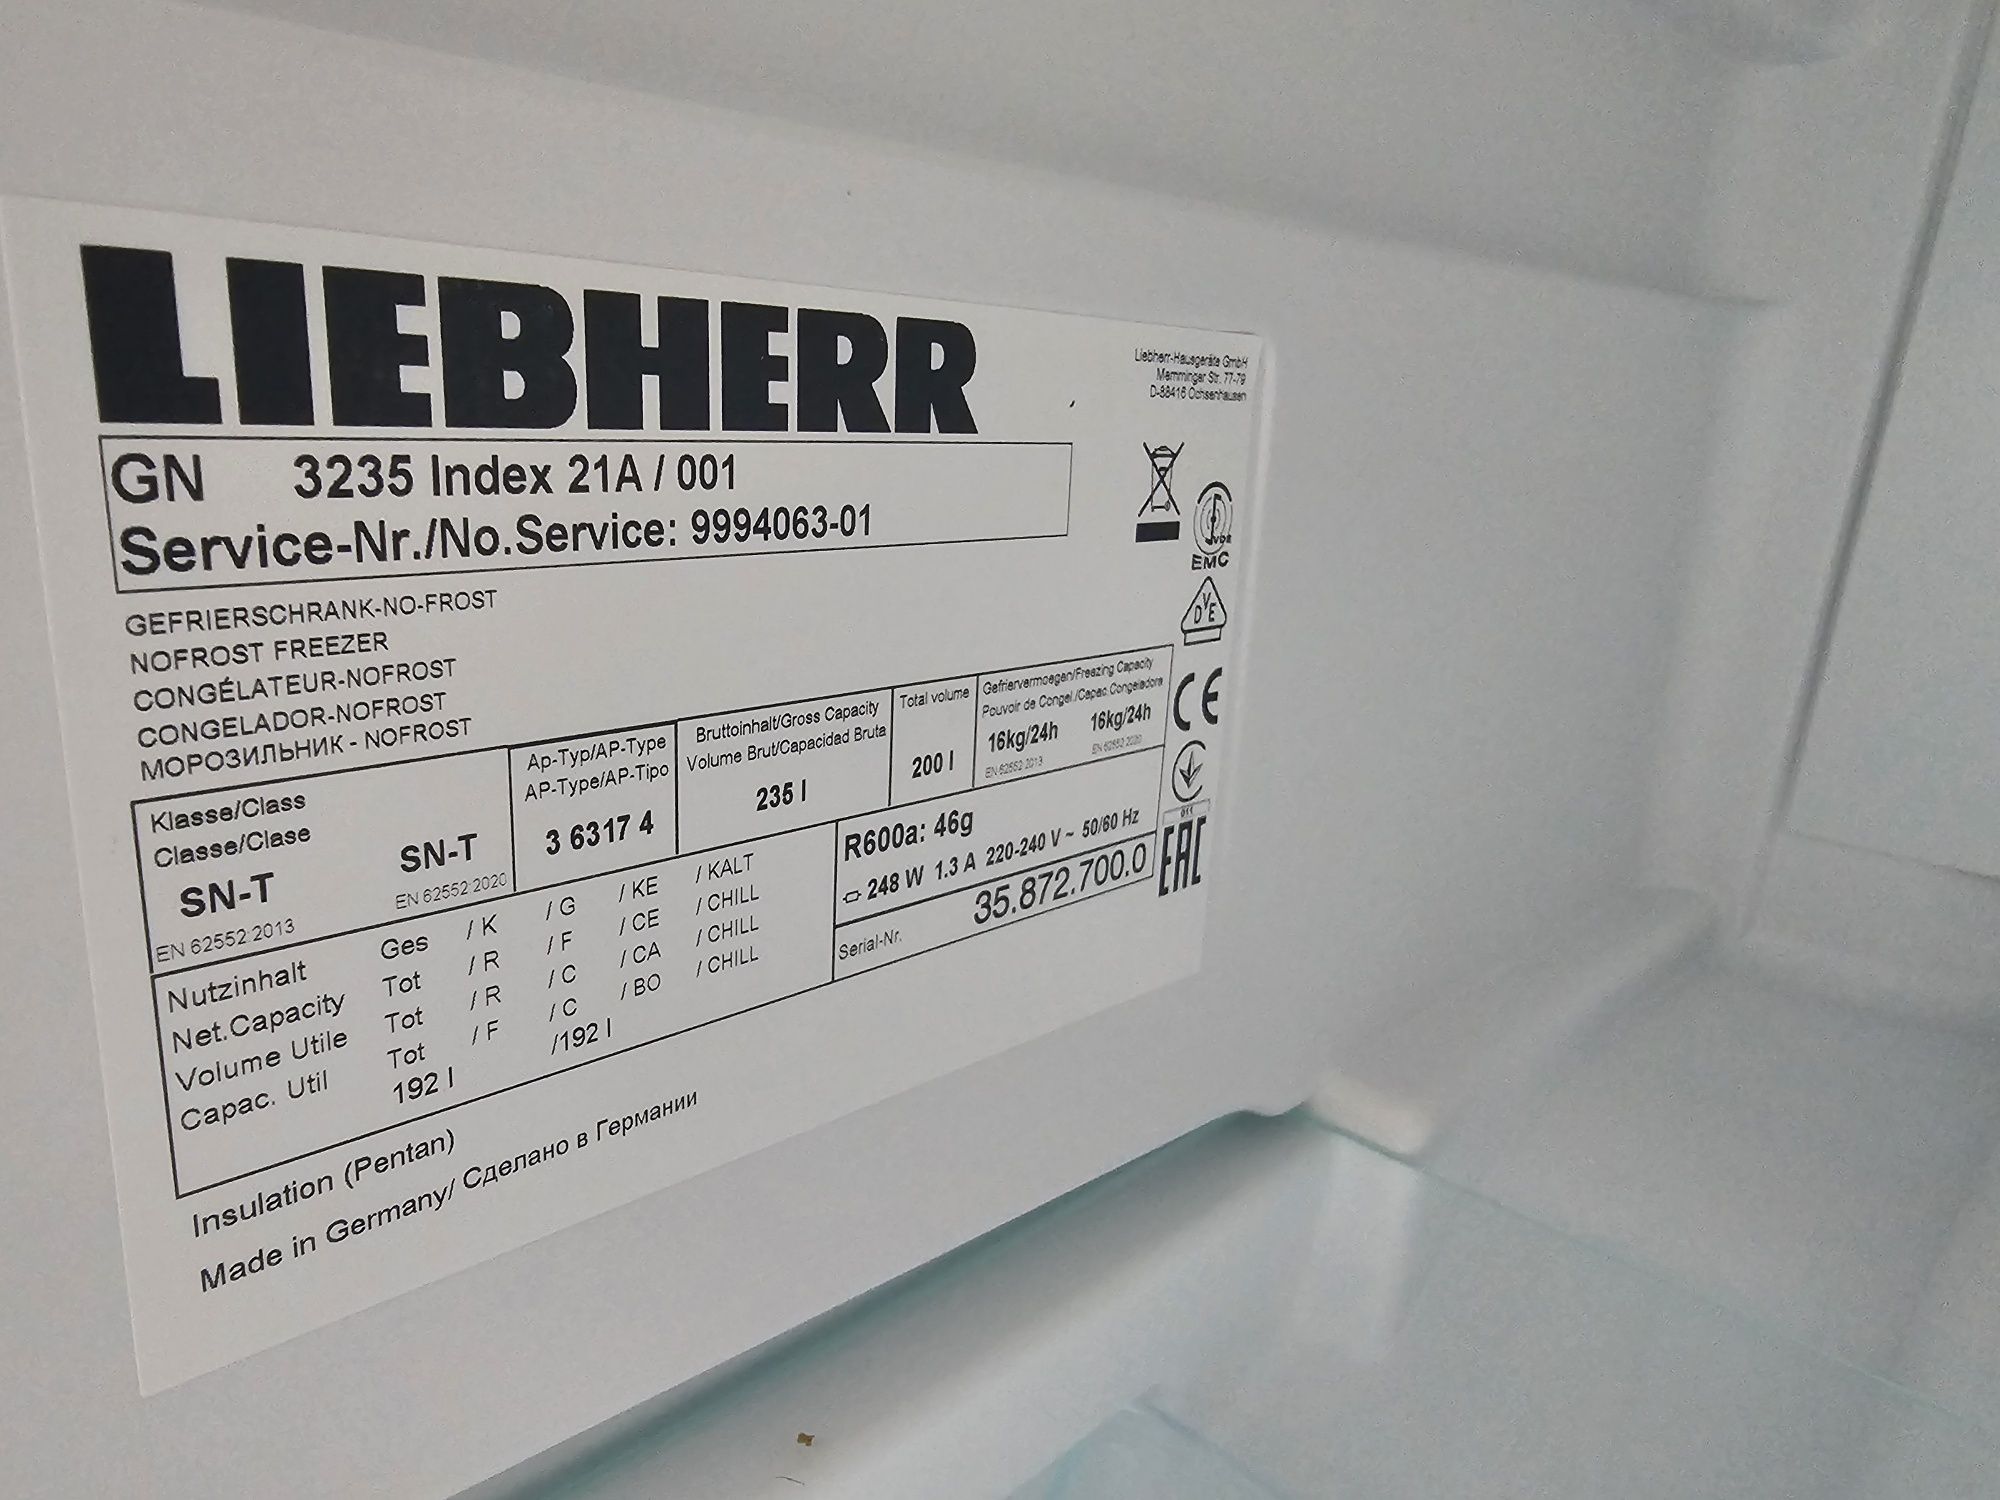 LIEBHERR
Liebherr-Hausgeräte GmbH
Memminger Str. 77-79
D-88416 Ochsenhausen
GN 3235 Index 21A / 001
Service-Nr./No.Service: 9994063-01
GEFRIERSCHRANK-NO-FROST
NOFROST FREEZER
CONGÉLATEUR-NOFROST
CONGELADOR-NOFROST
МОРОЗИЛЬНИК - NOFROST
VDE
EMC
DVE
CE
011
EAC
Klasse/Class
Classe/Clase
SN-T
EN 62552:2013
SN-T
EN 62552:2020
Ap-Typ/AP-Type
AP-Type/AP-Tipo
3 6317 4
Bruttoinhalt/Gross Capacity
Volume Brut/Capacidad Bruta
235 l
Total volume
200 l
Gefriervermoegen/Freezing Capacity
Pouvoir de Congel./Capac.Congeladora
16kg/24h 16kg/24h
EN 62552:2013 EN 62552:2020
R600a: 46g
248 W 1.3 A 220-240 V ~ 50/60 Hz
Serial-Nr. 35.872.700.0
Nutzinhalt Ges / K / G / KE / KALT
Net.Capacity Tot / R / F / CE / CHILL
Volume Utile Tot / R / C / CA / CHILL
Capac. Util Tot / F / C / BO / CHILL
192 l /192 l
Insulation (Pentan)
Made in Germany/ Сделано в Германии